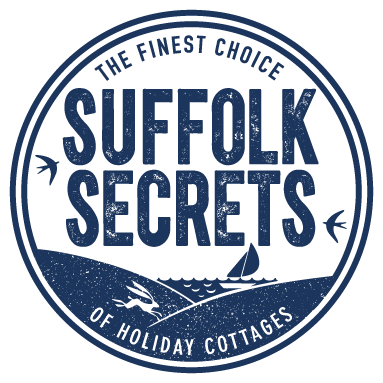 THE FINEST CHOICE
SUFFOLK
SECRETS
OF HOLIDAY COTTAGES